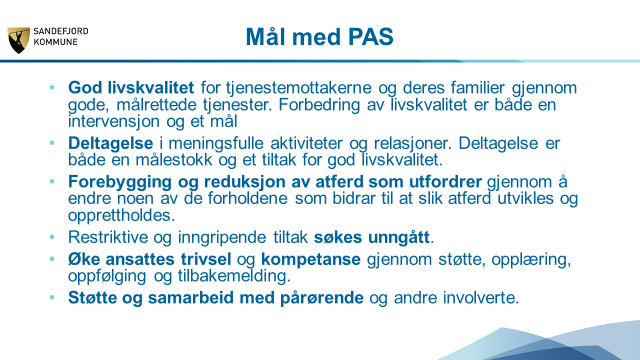 SANDEFJORD
KOMMUNE
Mål med PAS
• God livskvalitet for tjenestemottakerne og deres familier gjennom
gode, målrettede tjenester. Forbedring av livskvalitet er både en
intervensjon og et mål
• Deltagelse i meningsfulle aktiviteter og relasjoner. Deltagelse er
både en målestokk og et tiltak for god livskvalitet.
• Forebygging og reduksjon av atferd som utfordrer gjennom å
endre noen av de forholdene som bidrar til at slik atferd utvikles og
opprettholdes.
• Restriktive og inngripende tiltak søkes unngått.
• Øke ansattes trivsel og kompetanse gjennom støtte, opplæring,
oppfølging og tilbakemelding.
• Støtte og samarbeid med pårørende og andre involverte.